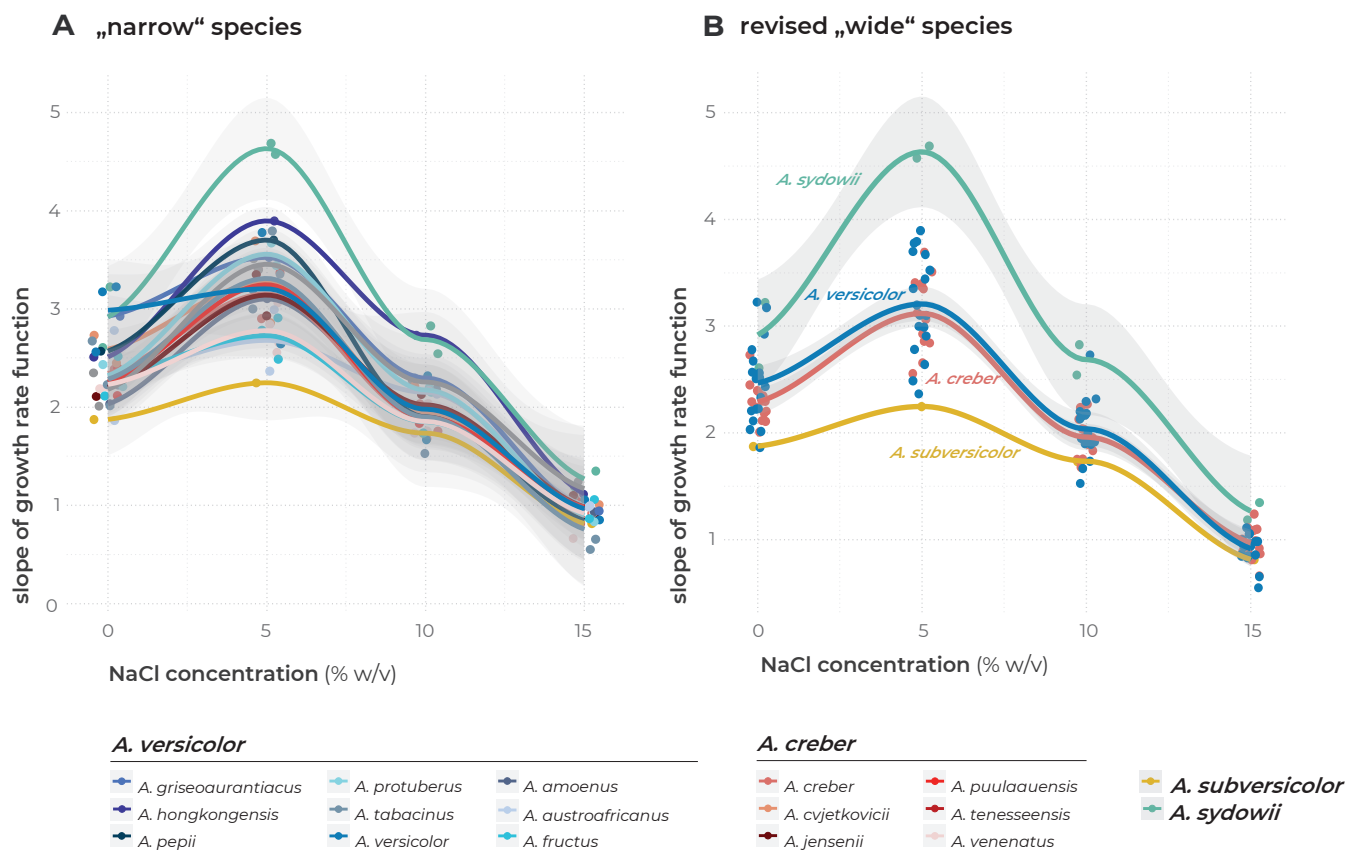 A „narrow“ species
B revised „wide“ species
slope of growth rate function
5
4
3
2
1
0
0 5 10 15
NaCl concentration (% w/v)
slope of growth rate function
5
4
3
2
1
A. sydowii
A. versicolor
A. creber
A. subversicolor
0 5 10 15
NaCl concentration (% w/v)
A. versicolor
A. griseoaurantiacus A. protuberus A. amoenus
A. hongkongensis A. tabacinus A. austroafricanus
A. pepii A. versicolor A. fructus
A. creber
A. creber A. puulaauensis
A. cvjetkovicii A. tenesseensis
A. jensenii A. venenatus
A. subversicolor
A. sydowii